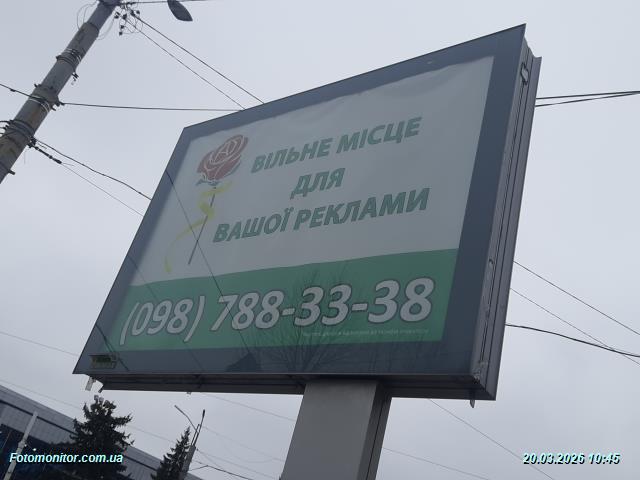 ВІЛЬНЕ МІСЦЕ
ДЛЯ
ВАШОЇ РЕКЛАМИ
(098) 788-33-38
Fotomonitor.com.ua
20.03.2026 10:45